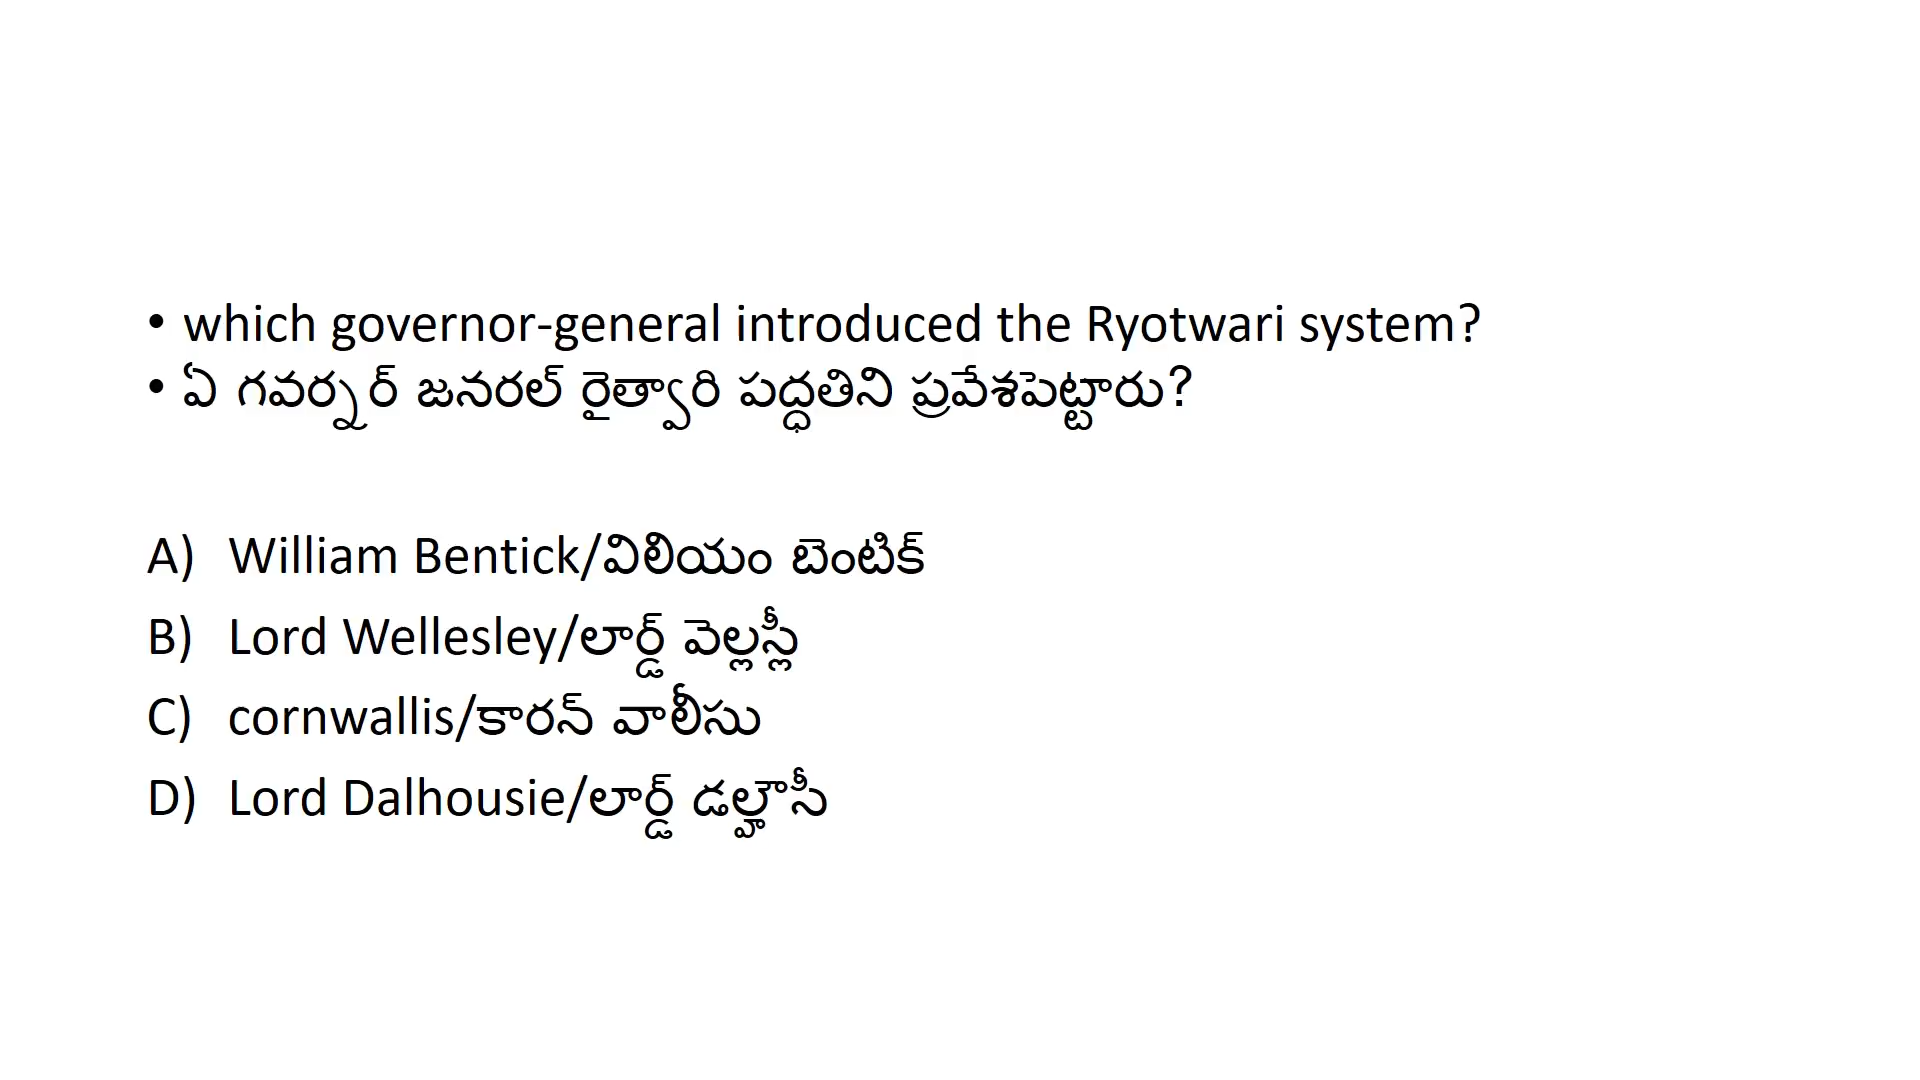 • which governor-general introduced the Ryotwari system?
• ఏ గవర్నర్ జనరల్ రైత్వారి పద్ధతిని ప్రవేశపెట్టారు?
A) William Bentick/విలియం బెంటిక్
B) Lord Wellesley/లార్డ్ వెల్లస్లీ
C) cornwallis/కారన్ వాలీసు
D) Lord Dalhousie/లార్డ్ డల్హౌసీ